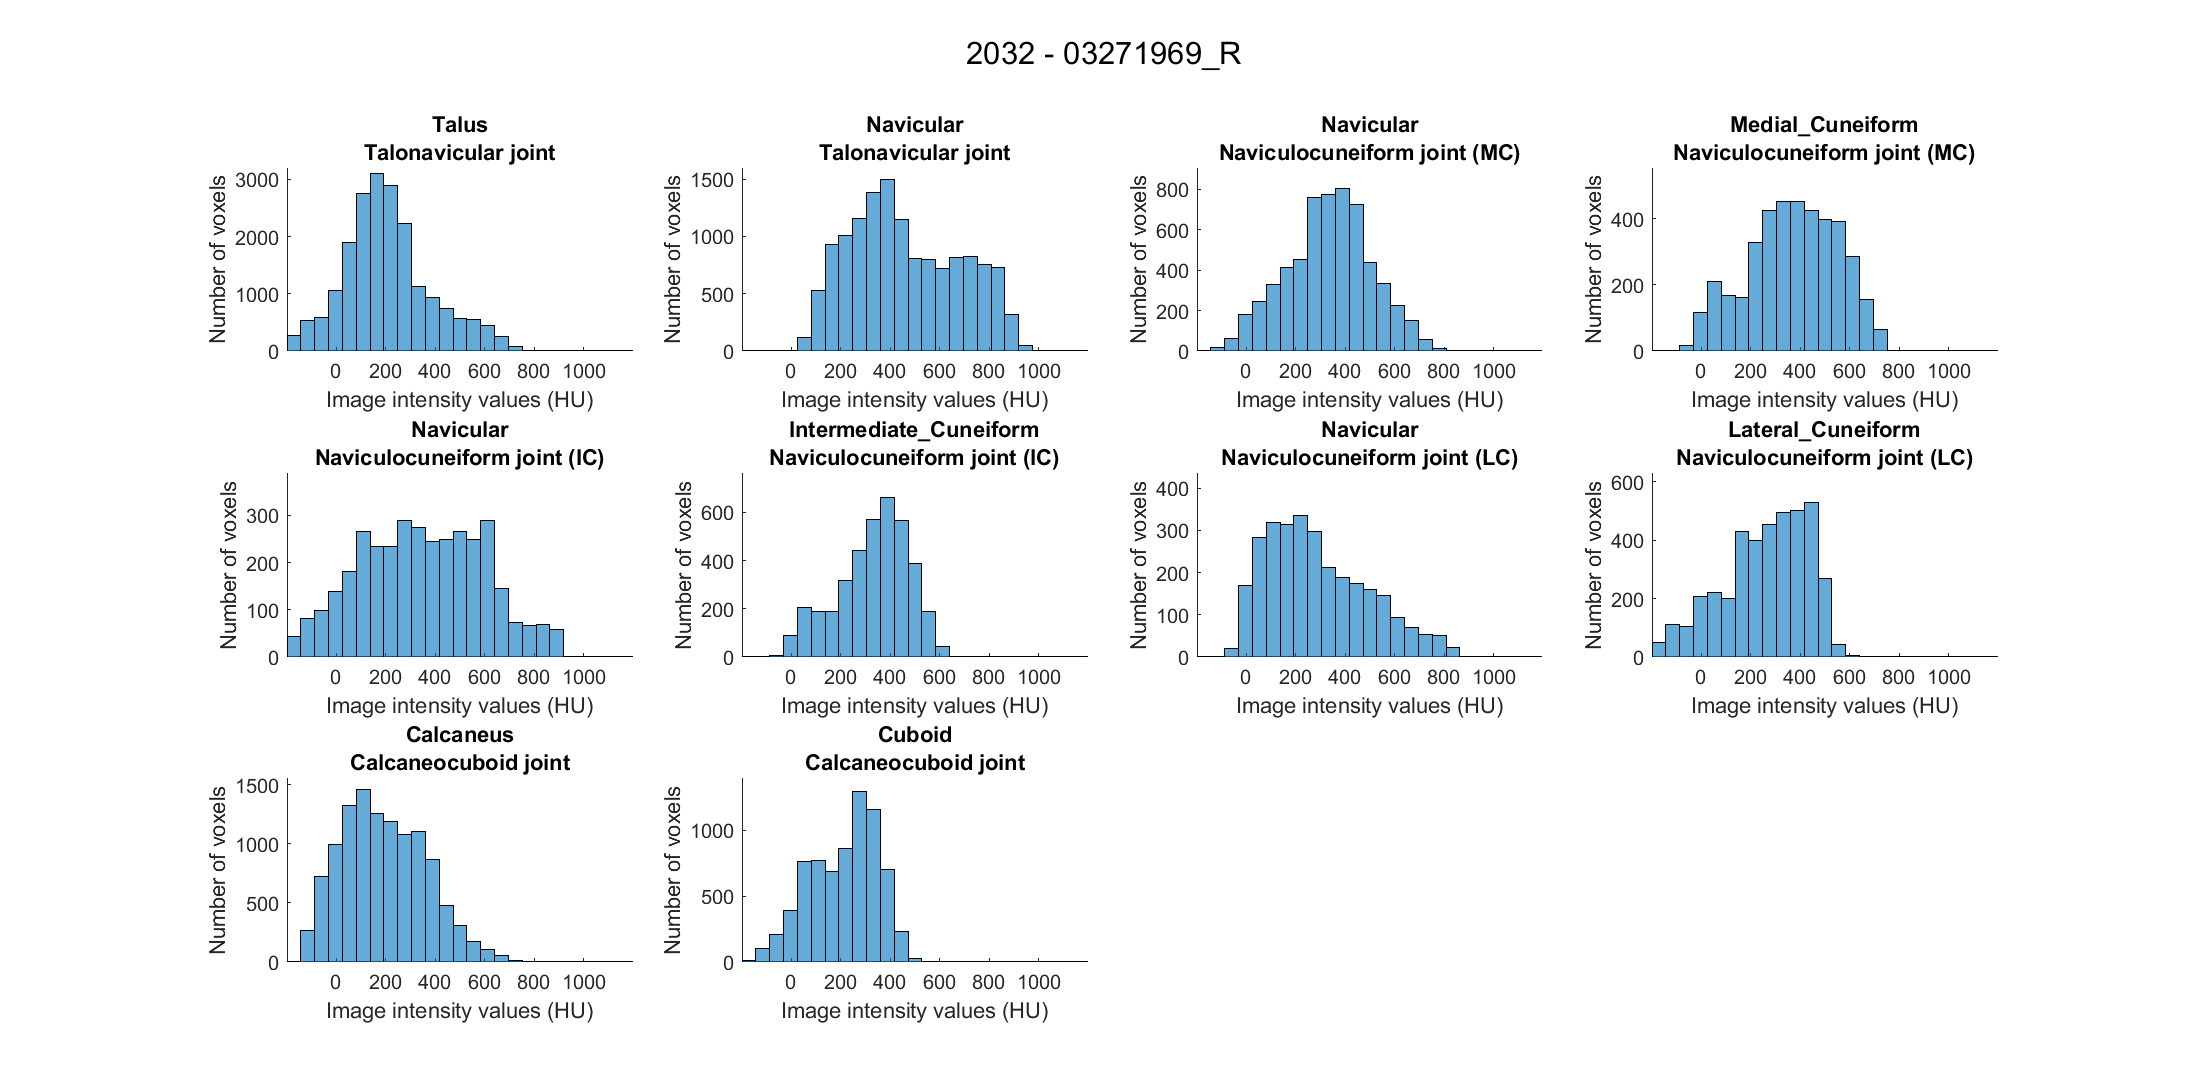 2032 - 03271969_R
Talus
Talonavicular joint
Number of voxels
3000
2000
1000
0
0 200 400 600 800 1000
Image intensity values (HU)
Navicular
Talonavicular joint
Number of voxels
1500
1000
500
0
0 200 400 600 800 1000
Image intensity values (HU)
Navicular
Naviculocuneiform joint (MC)
Number of voxels
800
600
400
200
0
0 200 400 600 800 1000
Image intensity values (HU)
Medial_Cuneiform
Naviculocuneiform joint (MC)
Number of voxels
400
200
0
0 200 400 600 800 1000
Image intensity values (HU)
Navicular
Naviculocuneiform joint (IC)
Number of voxels
300
200
100
0
0 200 400 600 800 1000
Image intensity values (HU)
Intermediate_Cuneiform
Naviculocuneiform joint (IC)
Number of voxels
600
400
200
0
0 200 400 600 800 1000
Image intensity values (HU)
Navicular
Naviculocuneiform joint (LC)
Number of voxels
400
300
200
100
0
0 200 400 600 800 1000
Image intensity values (HU)
Lateral_Cuneiform
Naviculocuneiform joint (LC)
Number of voxels
600
400
200
0
0 200 400 600 800 1000
Image intensity values (HU)
Calcaneus
Calcaneocuboid joint
Number of voxels
1500
1000
500
0
0 200 400 600 800 1000
Image intensity values (HU)
Cuboid
Calcaneocuboid joint
Number of voxels
1000
500
0
0 200 400 600 800 1000
Image intensity values (HU)